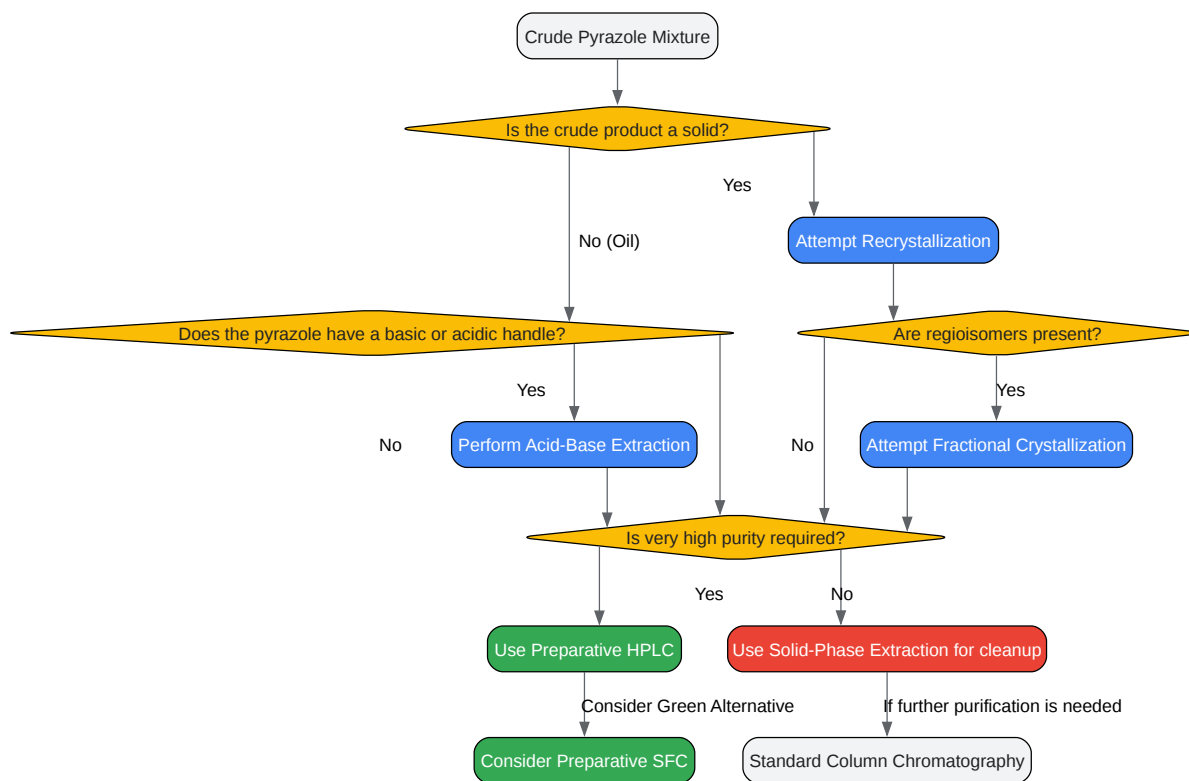 Crude Pyrazole Mixture
Is the crude product a solid?
Yes
No (Oil)
Attempt Recrystallization
Does the pyrazole have a basic or acidic handle?
Are regioisomers present?
Yes
Yes
No
Perform Acid-Base Extraction
No
Attempt Fractional Crystallization
Is very high purity required?
Yes
No
Use Preparative HPLC
Use Solid-Phase Extraction for cleanup
Consider Green Alternative
If further purification is needed
Consider Preparative SFC
Standard Column Chromatography